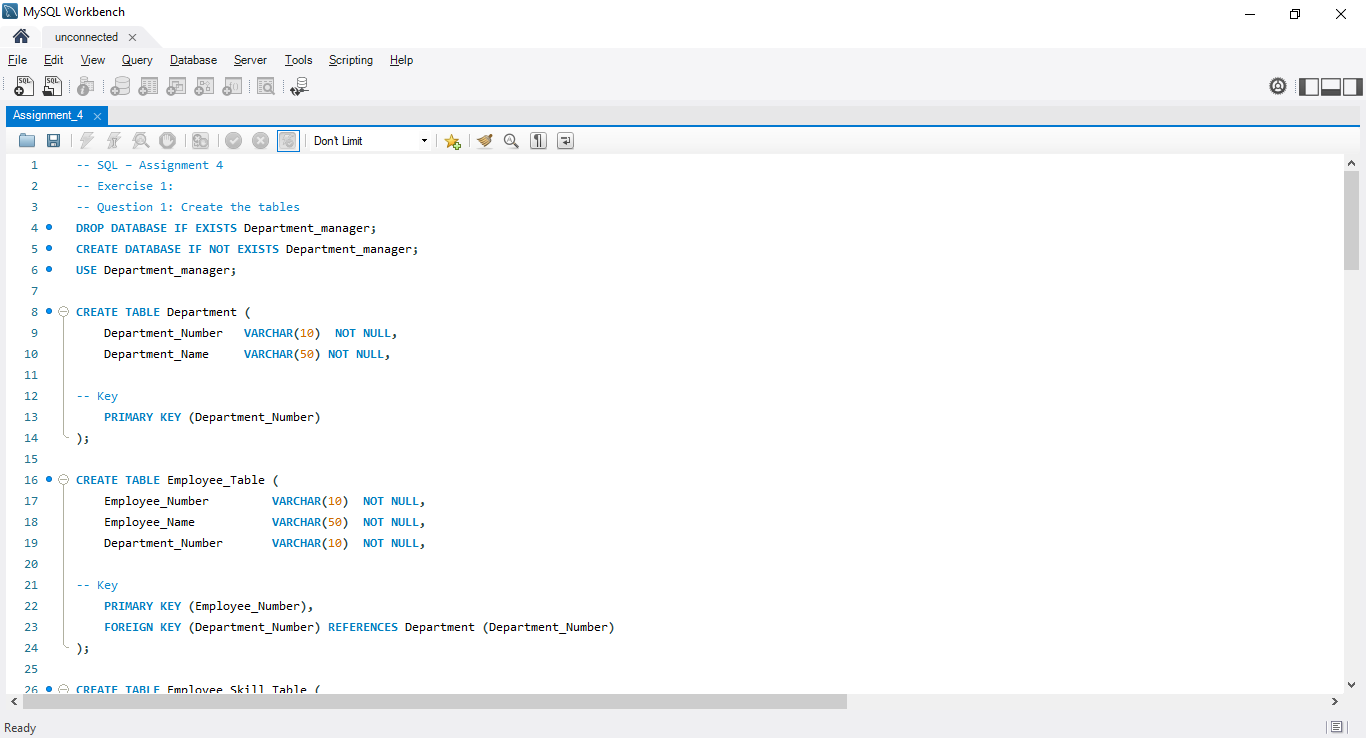 MySQL Workbench
unconnected
File Edit View Query Database Server Tools Scripting Help
Assignment_4
Don't Limit
1 -- SQL – Assignment 4
2 -- Exercise 1:
3 -- Question 1: Create the tables
4 DROP DATABASE IF EXISTS Department_manager;
5 CREATE DATABASE IF NOT EXISTS Department_manager;
6 USE Department_manager;
7
8 CREATE TABLE Department (
9 Department_Number VARCHAR(10) NOT NULL,
10 Department_Name VARCHAR(50) NOT NULL,
11
12 -- Key
13 PRIMARY KEY (Department_Number)
14 );
15
16 CREATE TABLE Employee_Table (
17 Employee_Number VARCHAR(10) NOT NULL,
18 Employee_Name VARCHAR(50) NOT NULL,
19 Department_Number VARCHAR(10) NOT NULL,
20
21 -- Key
22 PRIMARY KEY (Employee_Number),
23 FOREIGN KEY (Department_Number) REFERENCES Department (Department_Number)
24 );
25
26 CREATE TABLE Employee_Skill_Table (
Ready